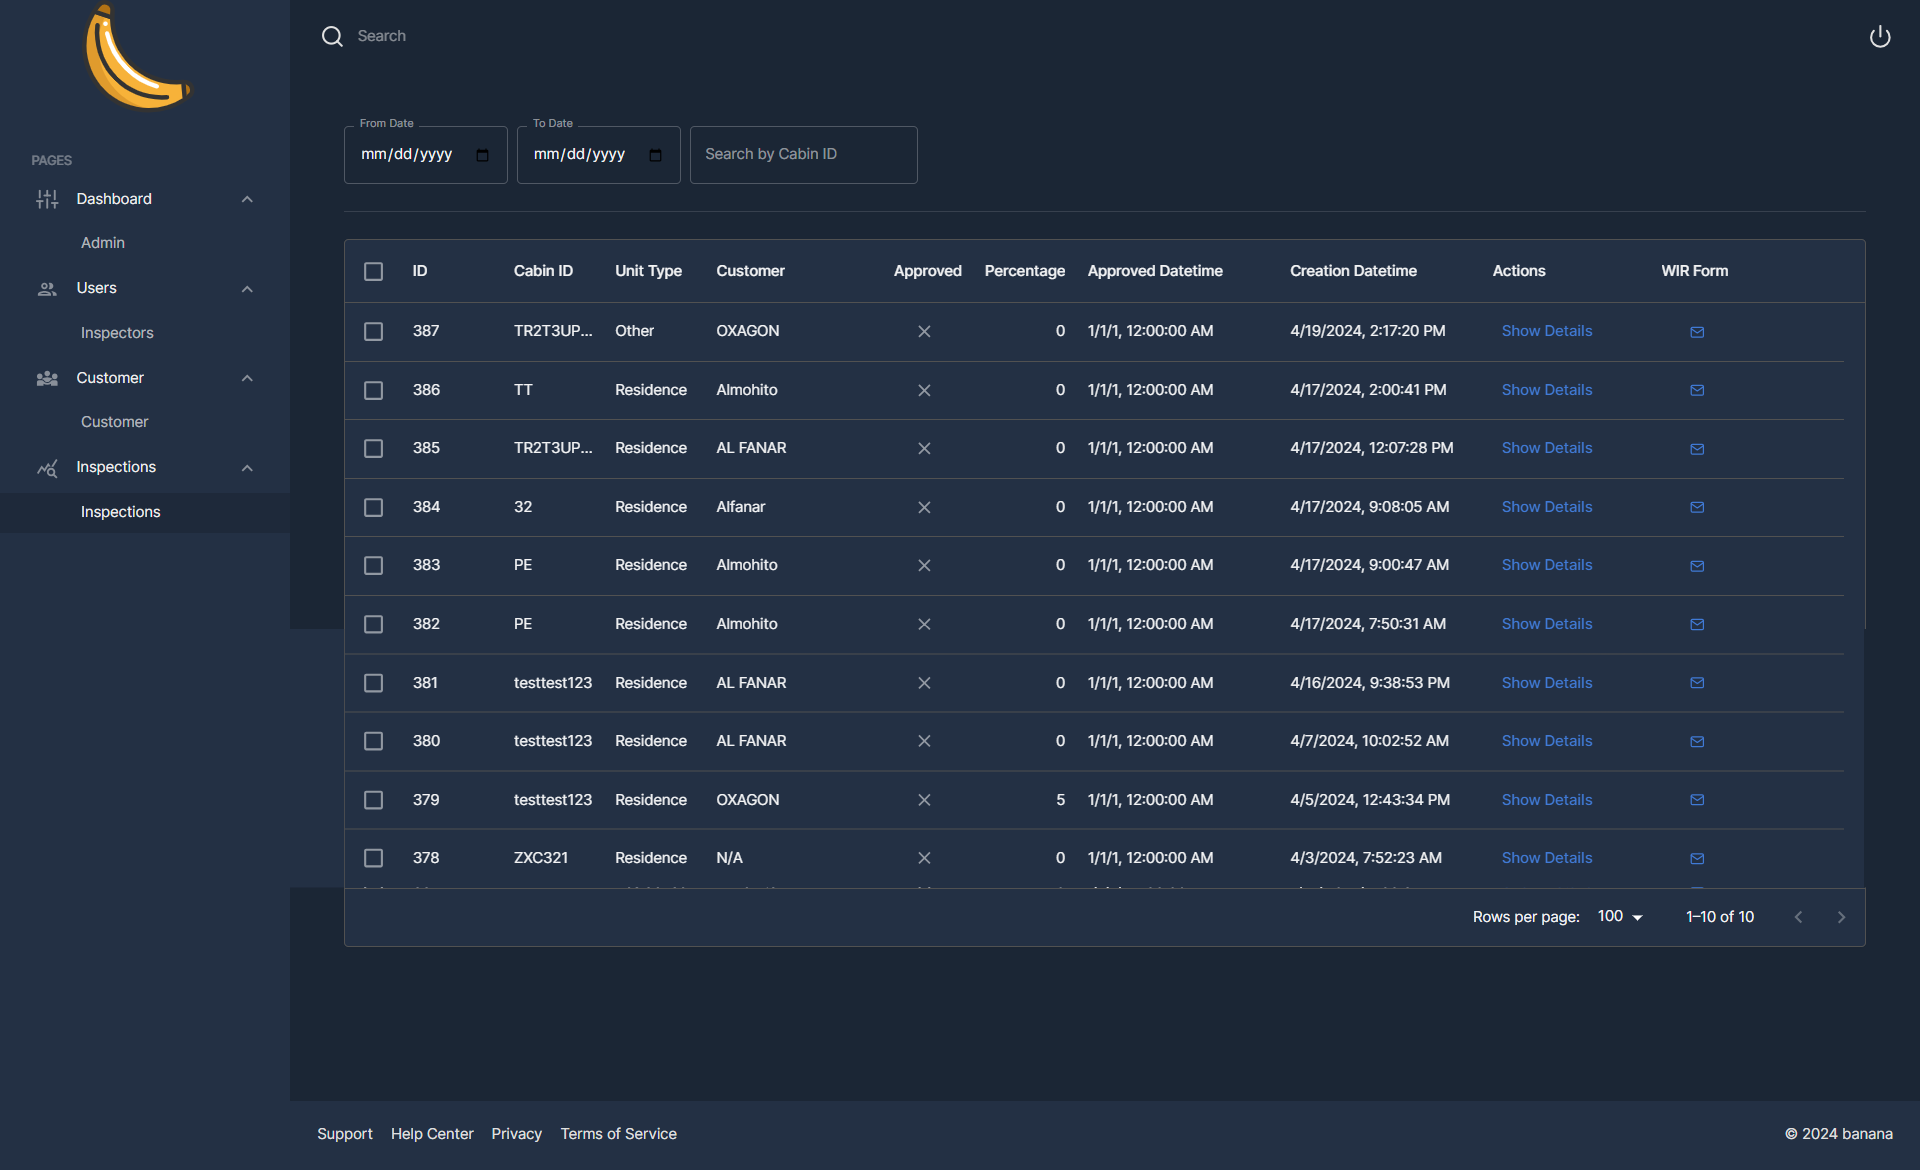 Search
From Date
To Date
mm/dd/yyyy
mm/dd/yyyy
Search by Cabin ID
PAGES
Dashboard
Admin
Users
Inspectors
Customer
Customer
Inspections
Inspections
ID Cabin ID Unit Type Customer Approved Percentage Approved Datetime Creation Datetime Actions WIR Form
387 TR2T3UP... Other OXAGON 0 1/1/1, 12:00:00 AM 4/19/2024, 2:17:20 PM Show Details
386 TT Residence Almohito 0 1/1/1, 12:00:00 AM 4/17/2024, 2:00:41 PM Show Details
385 TR2T3UP... Residence AL FANAR 0 1/1/1, 12:00:00 AM 4/17/2024, 12:07:28 PM Show Details
384 32 Residence Alfanar 0 1/1/1, 12:00:00 AM 4/17/2024, 9:08:05 AM Show Details
383 PE Residence Almohito 0 1/1/1, 12:00:00 AM 4/17/2024, 9:00:47 AM Show Details
382 PE Residence Almohito 0 1/1/1, 12:00:00 AM 4/17/2024, 7:50:31 AM Show Details
381 testtest123 Residence AL FANAR 0 1/1/1, 12:00:00 AM 4/16/2024, 9:38:53 PM Show Details
380 testtest123 Residence AL FANAR 0 1/1/1, 12:00:00 AM 4/7/2024, 10:02:52 AM Show Details
379 testtest123 Residence OXAGON 5 1/1/1, 12:00:00 AM 4/5/2024, 12:43:34 PM Show Details
378 ZXC321 Residence N/A 0 1/1/1, 12:00:00 AM 4/3/2024, 7:52:23 AM Show Details
Rows per page: 100 1–10 of 10
Support Help Center Privacy Terms of Service
© 2024 banana